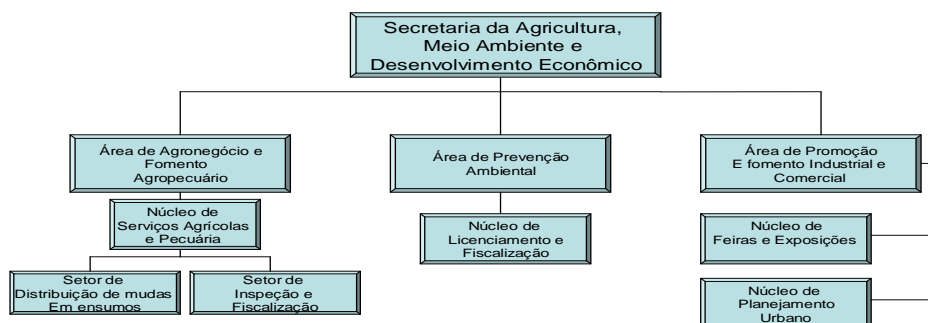 Secretaria da Agricultura,
Meio Ambiente e
Desenvolvimento Econômico
Área de Agronegócio e
Fomento
Agropecuário
Área de Prevenção
Ambiental
Área de Promoção
E fomento Industrial e
Comercial
Núcleo de
Serviços Agrícolas
e Pecuária
Núcleo de
Licenciamento e
Fiscalização
Núcleo de
Feiras e Exposições
Setor de
Distribuição de mudas
Em ensumos
Setor de
Inspeção e
Fiscalização
Núcleo de
Planejamento
Urbano